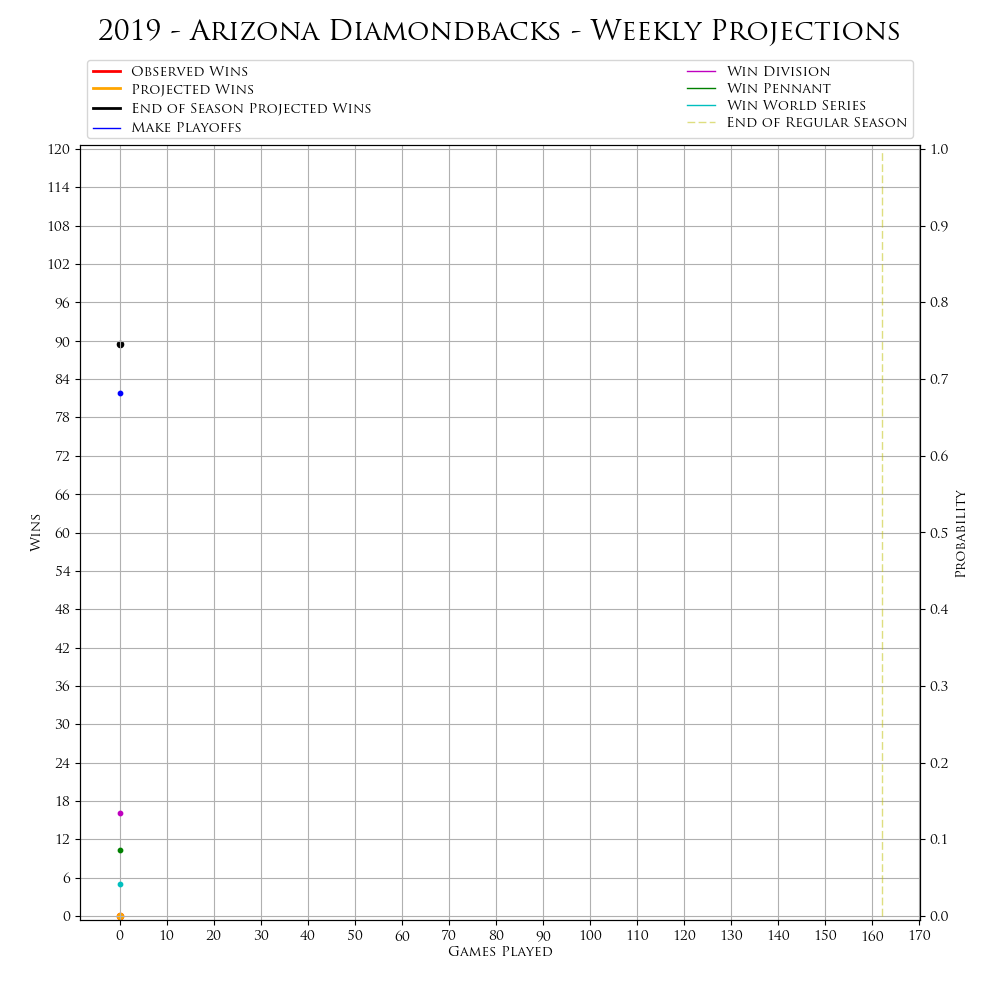 2019 - Arizona Diamondbacks - Weekly Projections
Observed Wins
Projected Wins
End of Season Projected Wins
Make Playoffs
Win Division
Win Pennant
Win World Series
End of Regular Season
120
114
108
102
96
90
84
78
72
66
60
54
48
42
36
30
24
18
12
6
0
Wins
1.0
0.9
0.8
0.7
0.6
0.5
0.4
0.3
0.2
0.1
0.0
Probability
0 10 20 30 40 50 60 70 80 90 100 110 120 130 140 150 160 170
Games Played